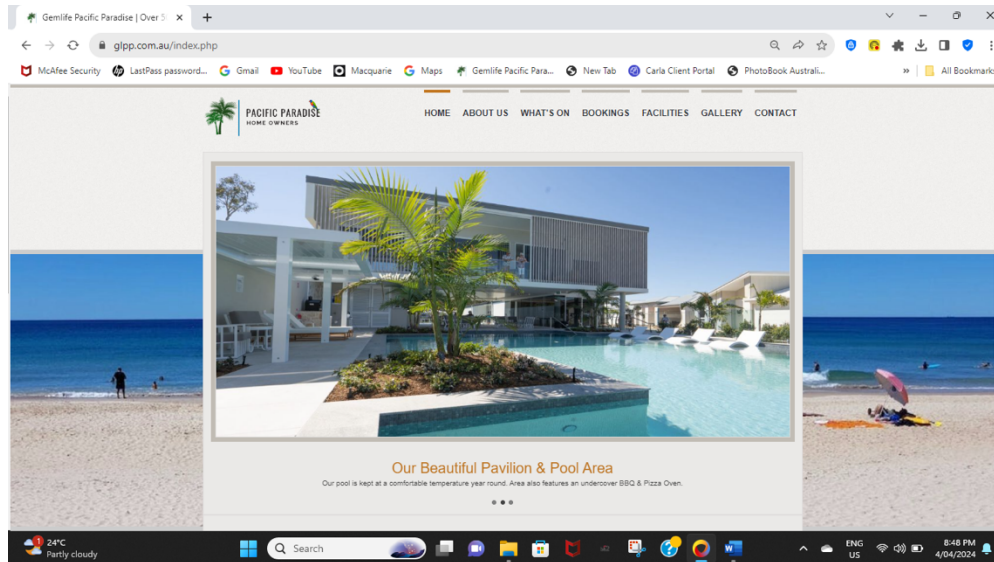 Gemlife Pacific Paradise | Over 5
glpp.com.au/index.php
McAfee Security LastPass password... Gmail YouTube Macquarie Maps Gemlife Pacific Para... New Tab Carla Client Portal PhotoBook Australi... » All Bookmarks
PACIFIC PARADISE
HOME OWNERS
HOME ABOUT US WHAT'S ON BOOKINGS FACILITIES GALLERY CONTACT
Our Beautiful Pavilion & Pool Area
Our pool is kept at a comfortable temperature year round. Area also features an undercover BBQ & Pizza Oven.
1
24°C
Partly cloudy
Search
ENG
US
8:48 PM
4/04/2024